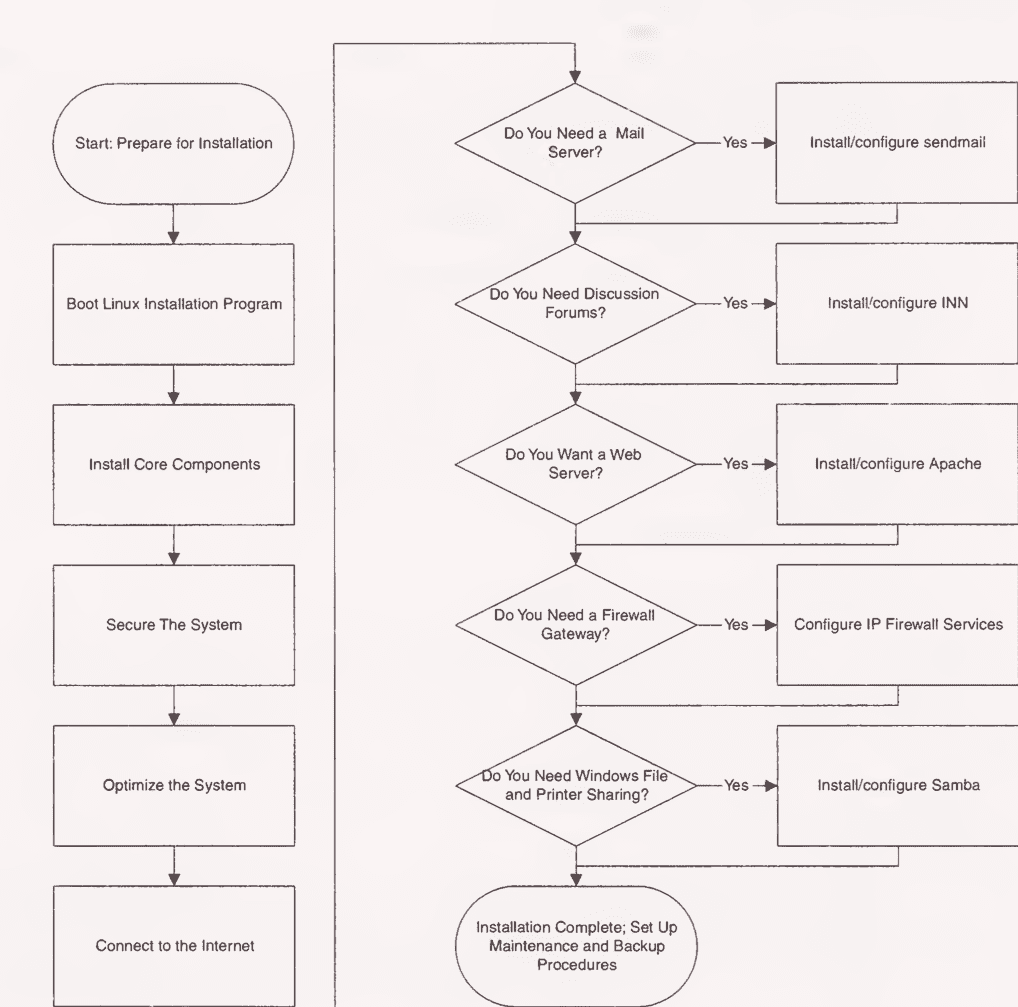 Start: Prepare for Installation
Boot Linux Installation Program
Install Core Components
Secure The System
Optimize the System
Connect to the Internet
Do You Need a Mail
Server?
Yes
Install/configure sendmail
Do You Need Discussion
Forums?
Yes
Install/configure INN
Do You Want a Web
Server?
Yes
Install/configure Apache
Do You Need a Firewall
Gateway?
Yes
Configure IP Firewall Services
Do You Need Windows File
and Printer Sharing?
Yes
Install/configure Samba
Installation Complete; Set Up
Maintenance and Backup
Procedures